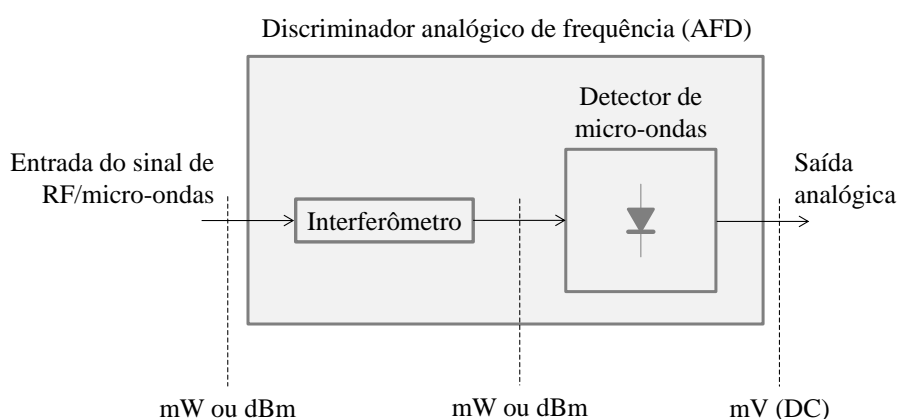 Discriminador analógico de frequência (AFD)
Detector de
micro-ondas
Entrada do sinal de
RF/micro-ondas
Interferômetro
Saída
analógica
mW ou dBm
mW ou dBm
mV (DC)